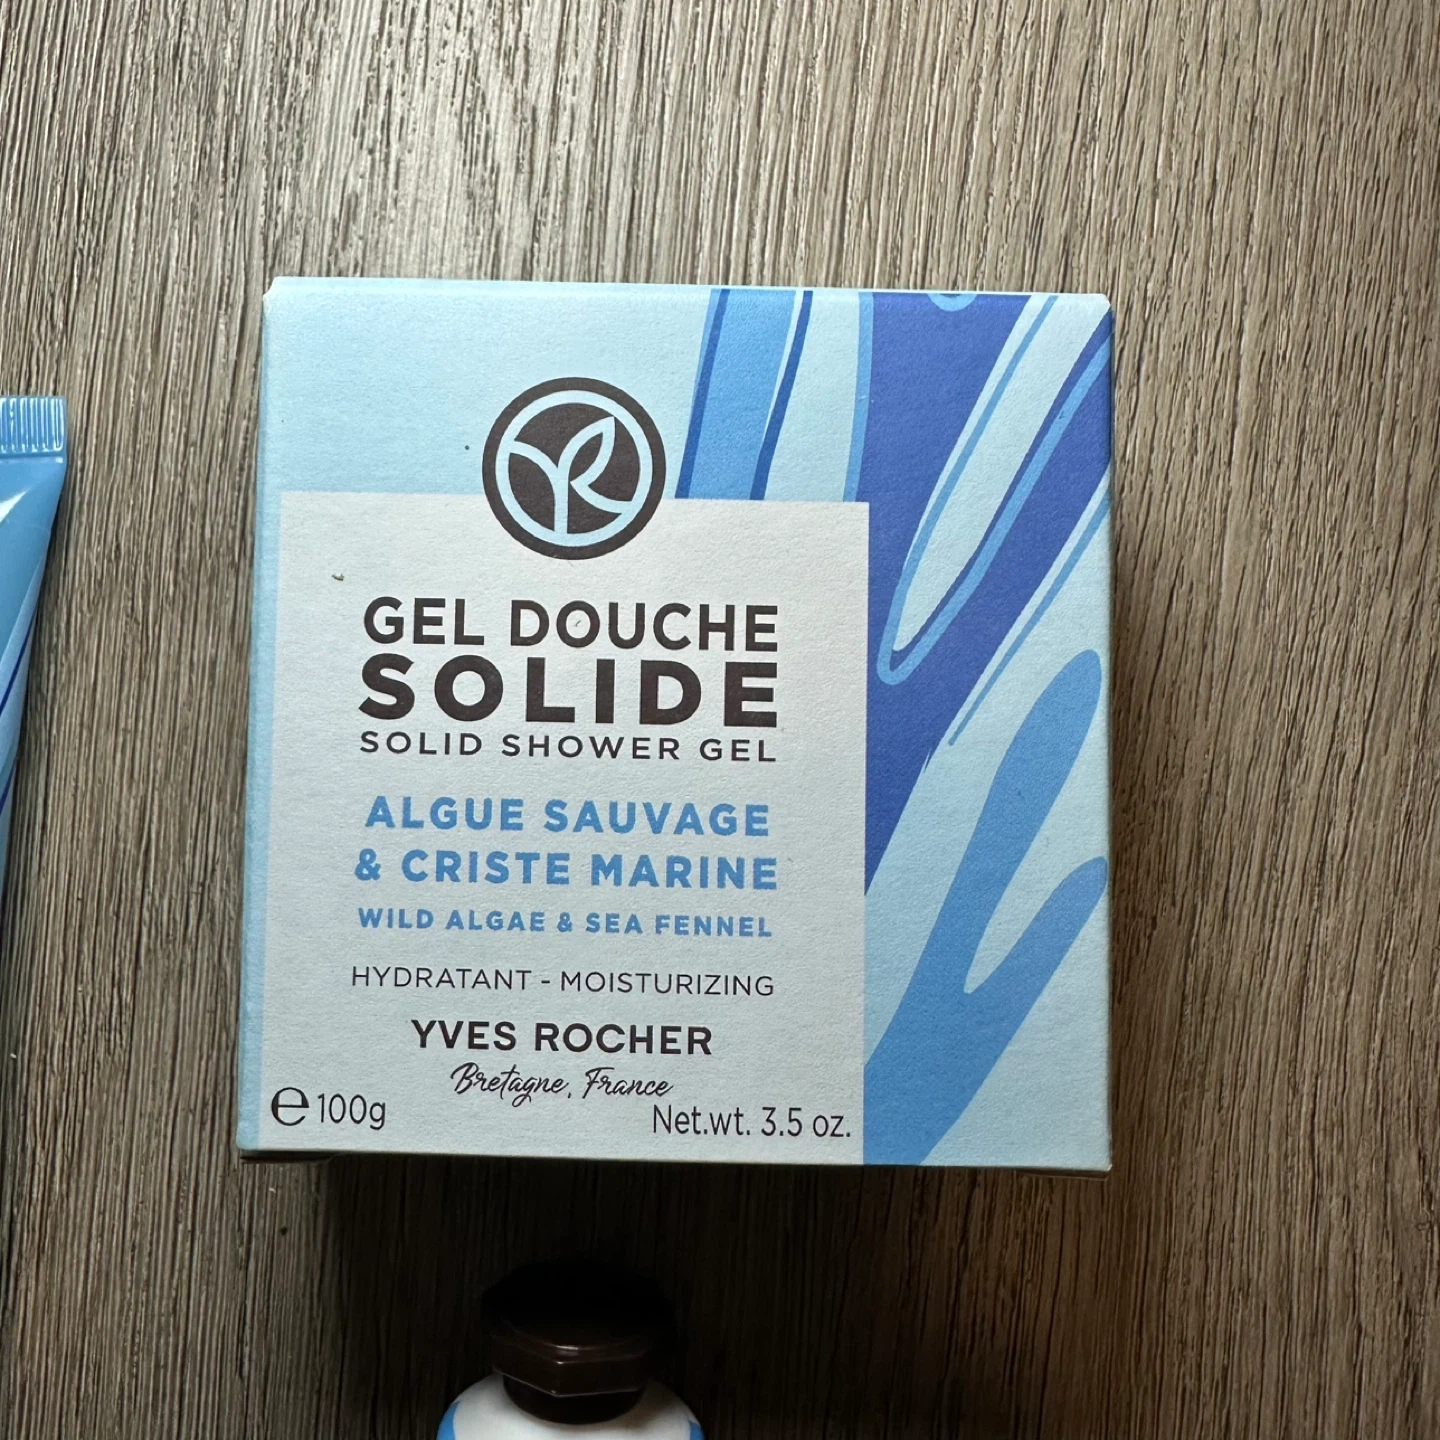 GEL DOUCHE
SOLIDE
SOLID SHOWER GEL
ALGUE SAUVAGE
& CRISTE MARINE
WILD ALGAE & SEA FENNEL
HYDRATANT - MOISTURIZING
YVES ROCHER
Bretagne, France
℮ 100g
Net.wt. 3.5 oz.